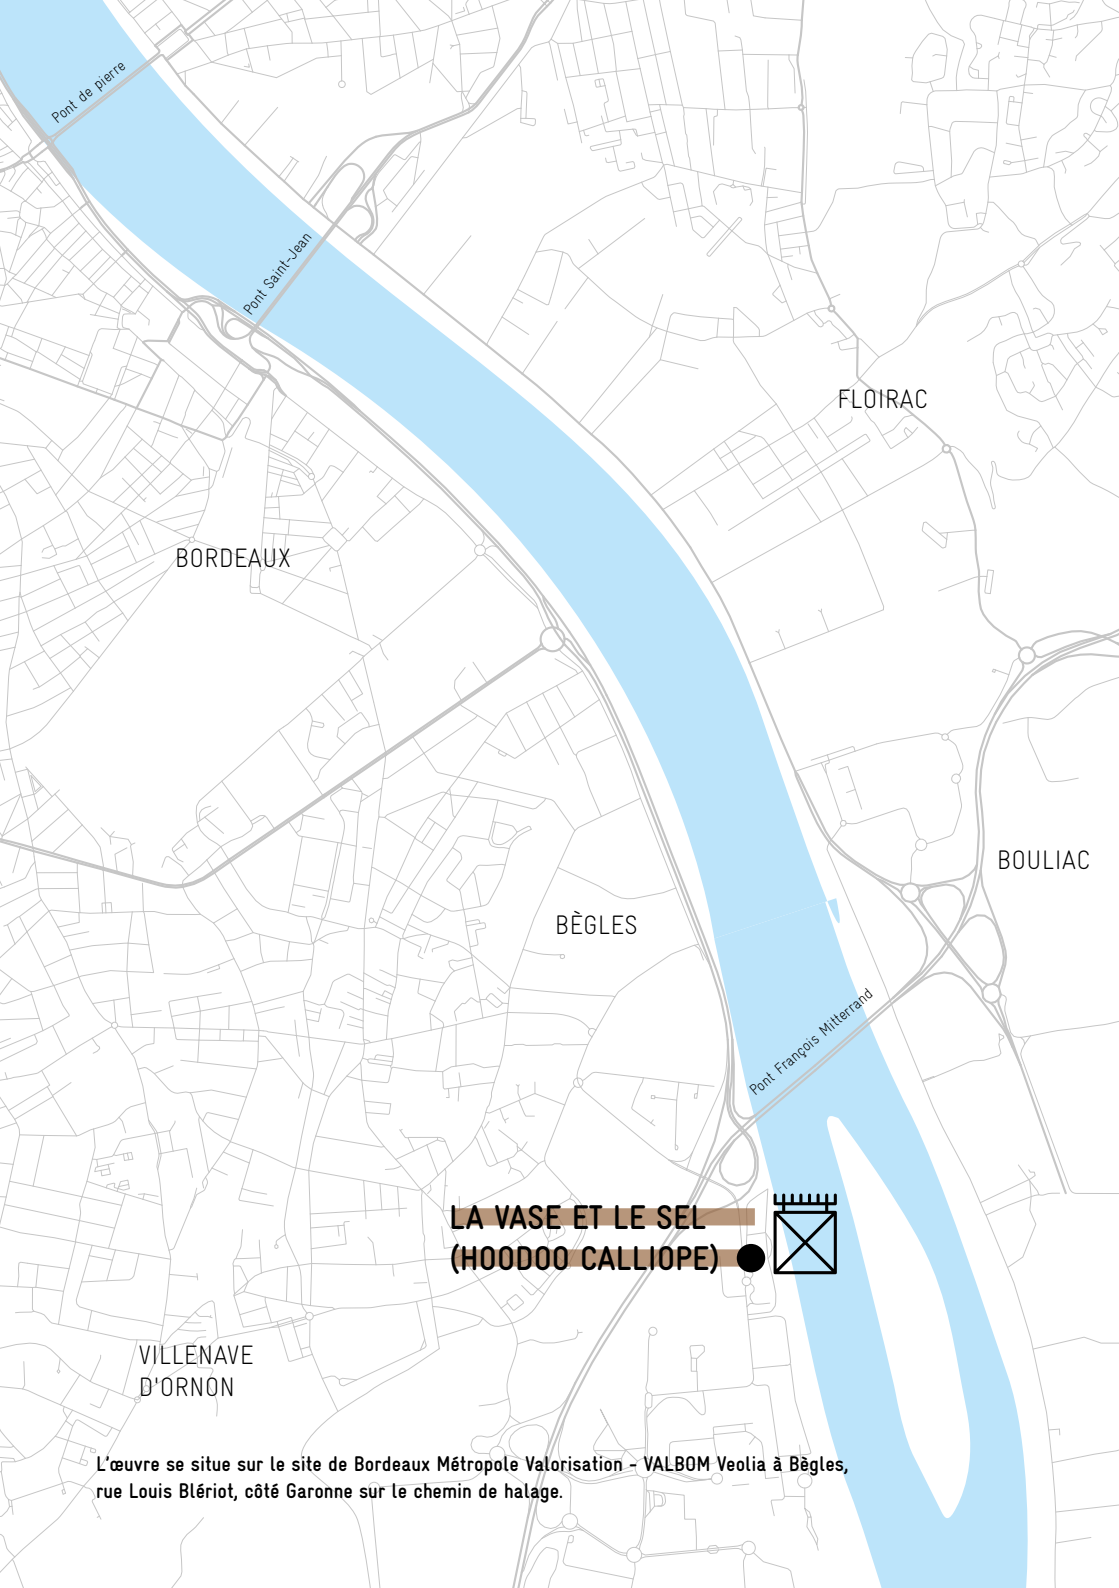 Pont de pierre
Pont Saint-Jean
FLOIRAC
BORDEAUX
BOULIAC
BÈGLES
Pont François Mitterrand
LA VASE ET LE SEL
(HOODOO CALLIOPE)
VILLENAVE
D'ORNON
L’œuvre se situe sur le site de Bordeaux Métropole Valorisation - VALBOM Veolia à Bègles,
rue Louis Blériot, côté Garonne sur le chemin de halage.